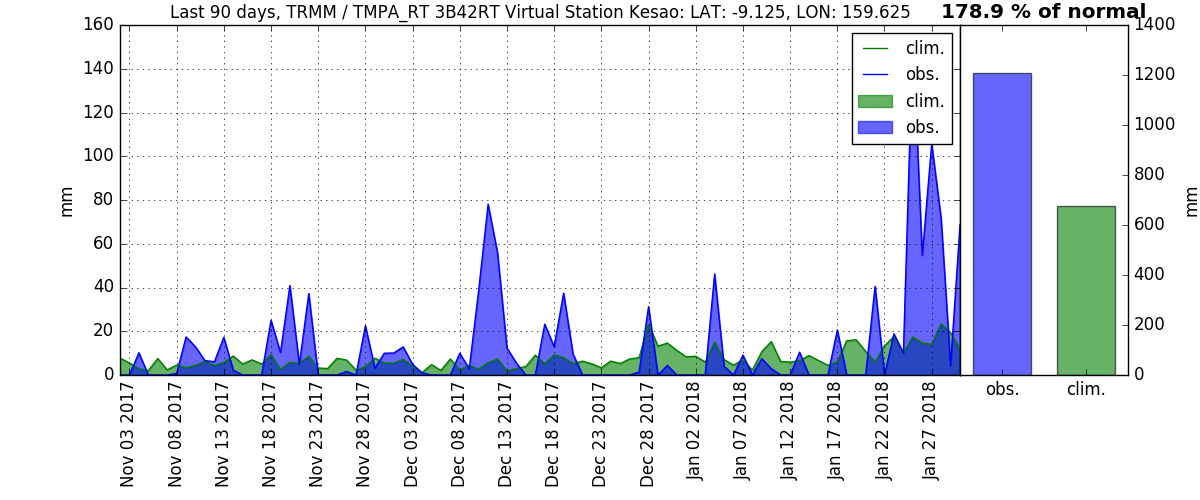 Last 90 days, TRMM / TMPA_RT 3B42RT Virtual Station Kesao: LAT: -9.125, LON: 159.625
178.9 % of normal
160
140
120
100
80
60
40
20
0
mm
clim.
obs.
clim.
obs.
1400
1200
1000
800
600
400
200
0
mm
Nov 03 2017
Nov 08 2017
Nov 13 2017
Nov 18 2017
Nov 23 2017
Nov 28 2017
Dec 03 2017
Dec 08 2017
Dec 13 2017
Dec 18 2017
Dec 23 2017
Dec 28 2017
Jan 02 2018
Jan 07 2018
Jan 12 2018
Jan 17 2018
Jan 22 2018
Jan 27 2018
obs.
clim.